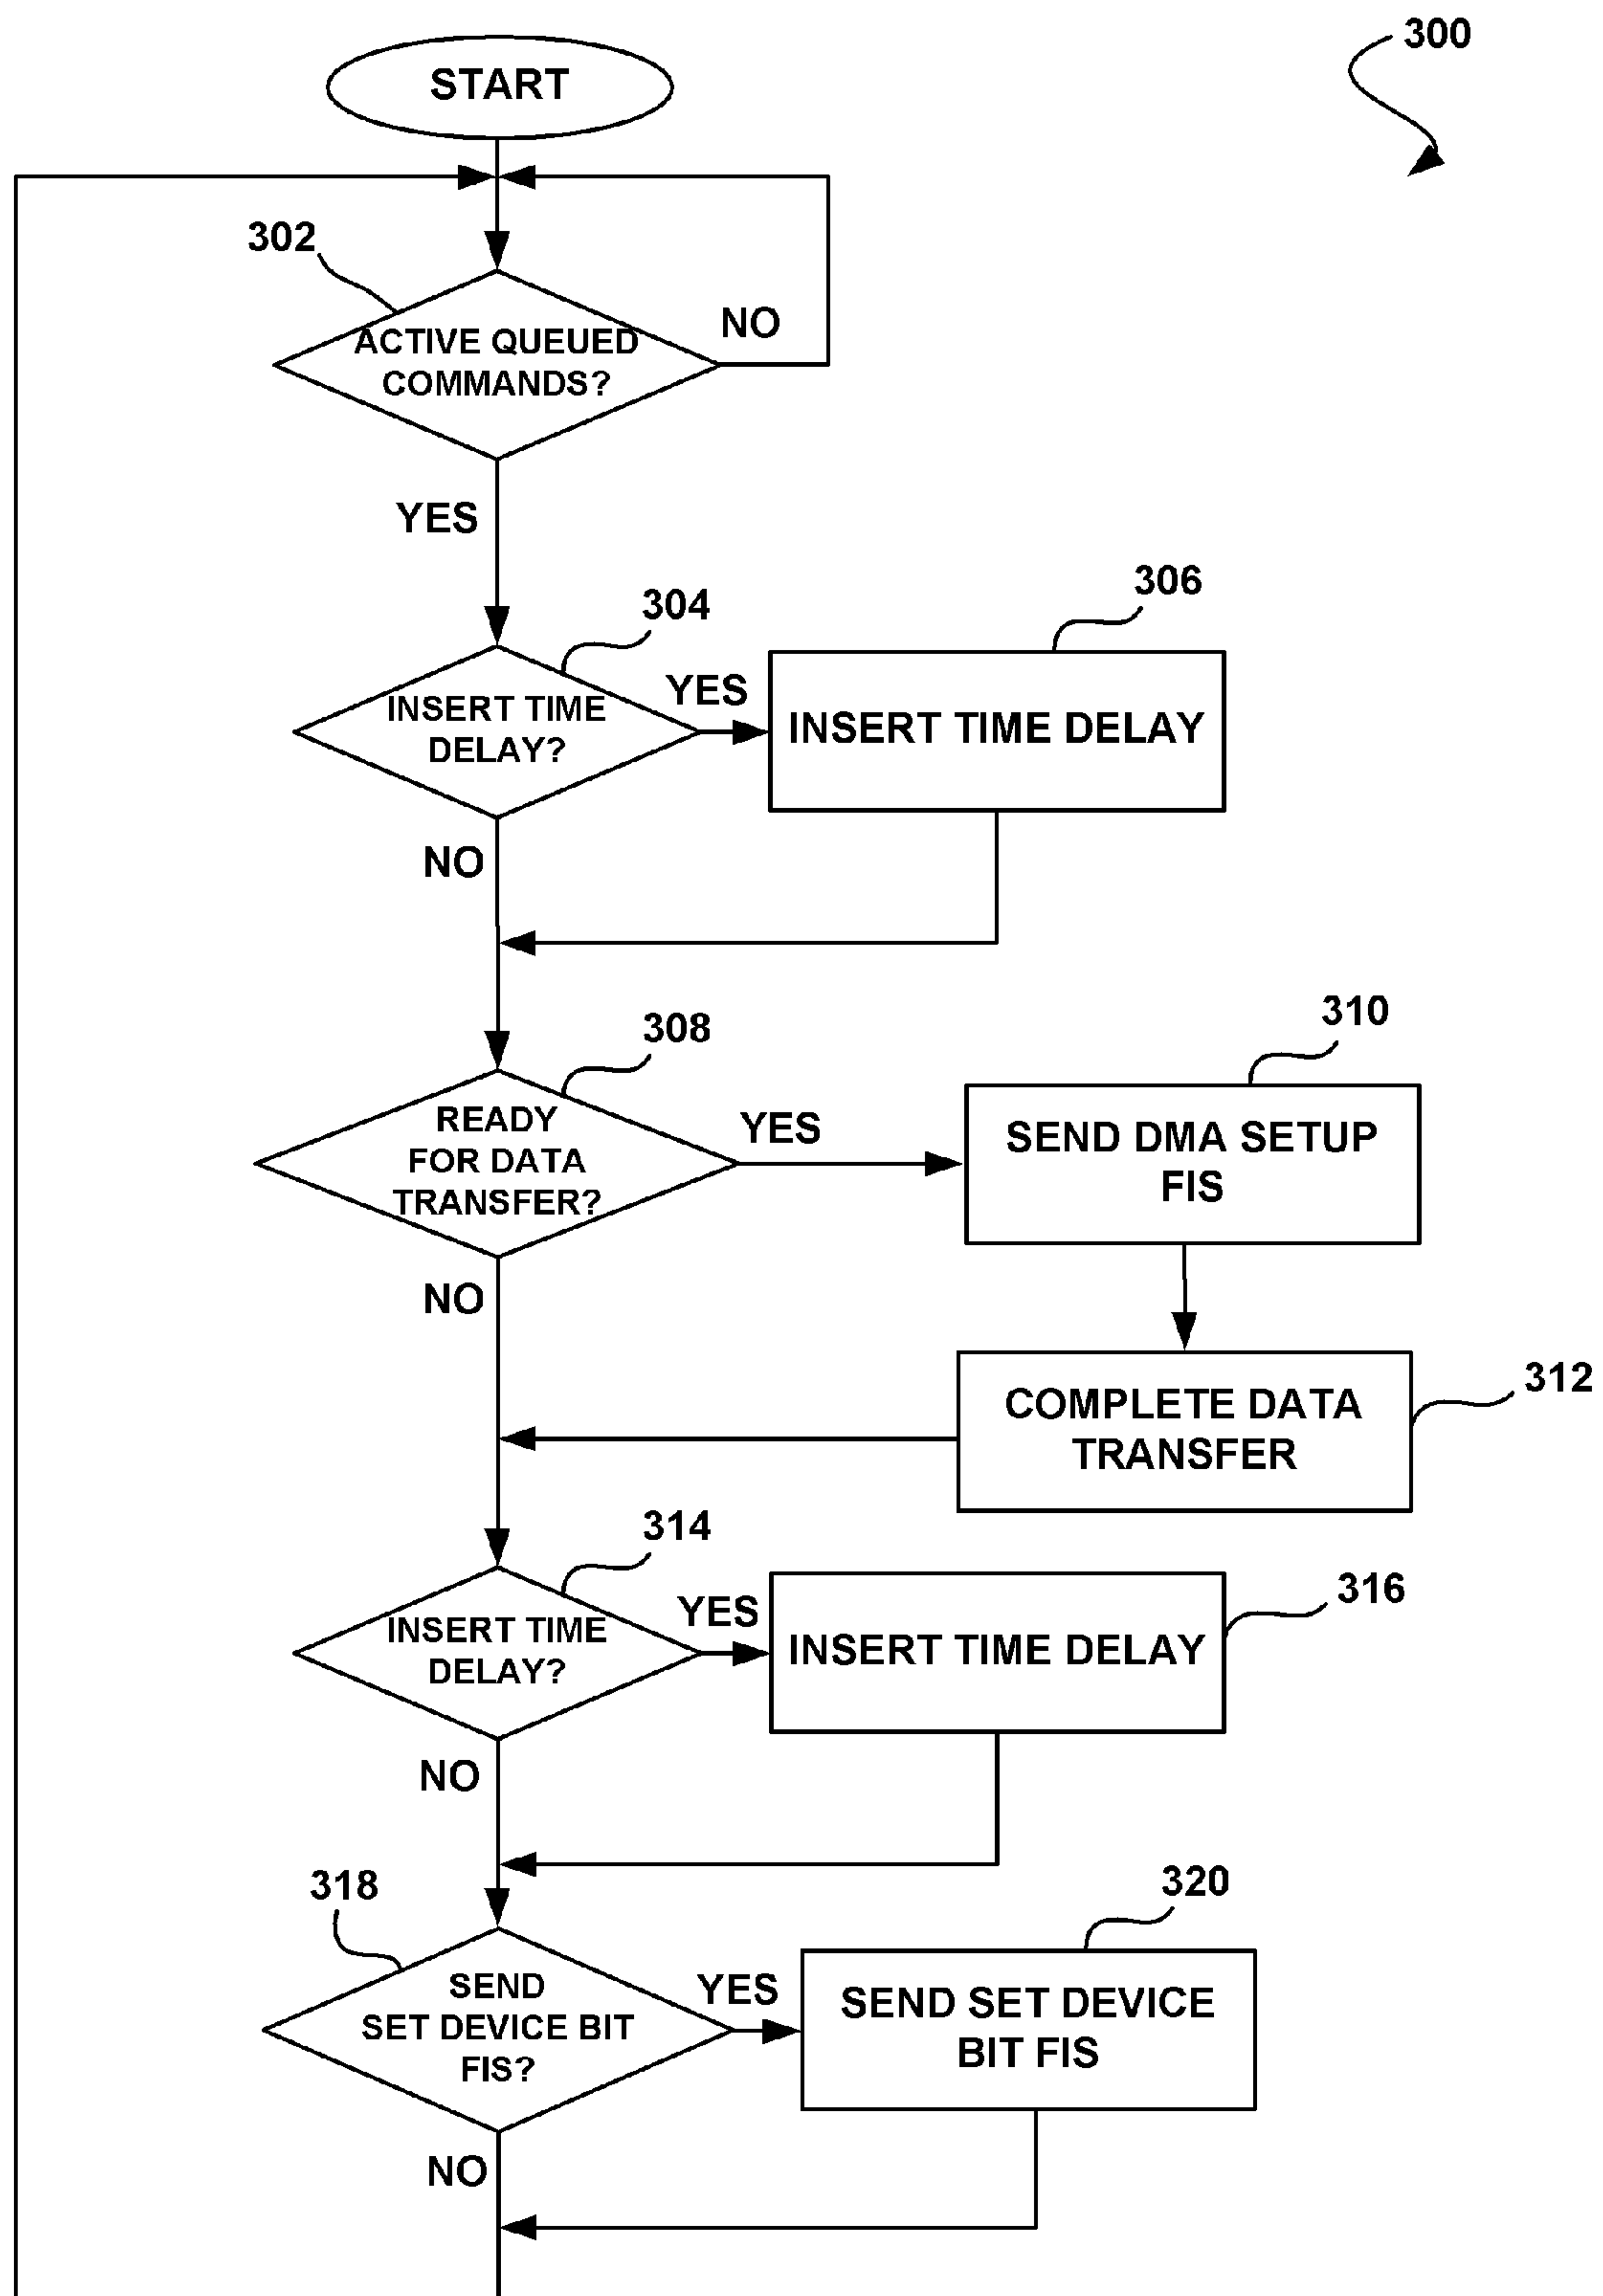 300
START
302
ACTIVE QUEUED
COMMANDS?
NO
YES
304
306
INSERT TIME
DELAY?
YES
INSERT TIME DELAY
NO
308
310
READY
FOR DATA
TRANSFER?
YES
SEND DMA SETUP
FIS
NO
312
COMPLETE DATA
TRANSFER
314
316
INSERT TIME
DELAY?
YES
INSERT TIME DELAY
NO
318
320
SEND
SET DEVICE BIT
FIS?
YES
SEND SET DEVICE
BIT FIS
NO